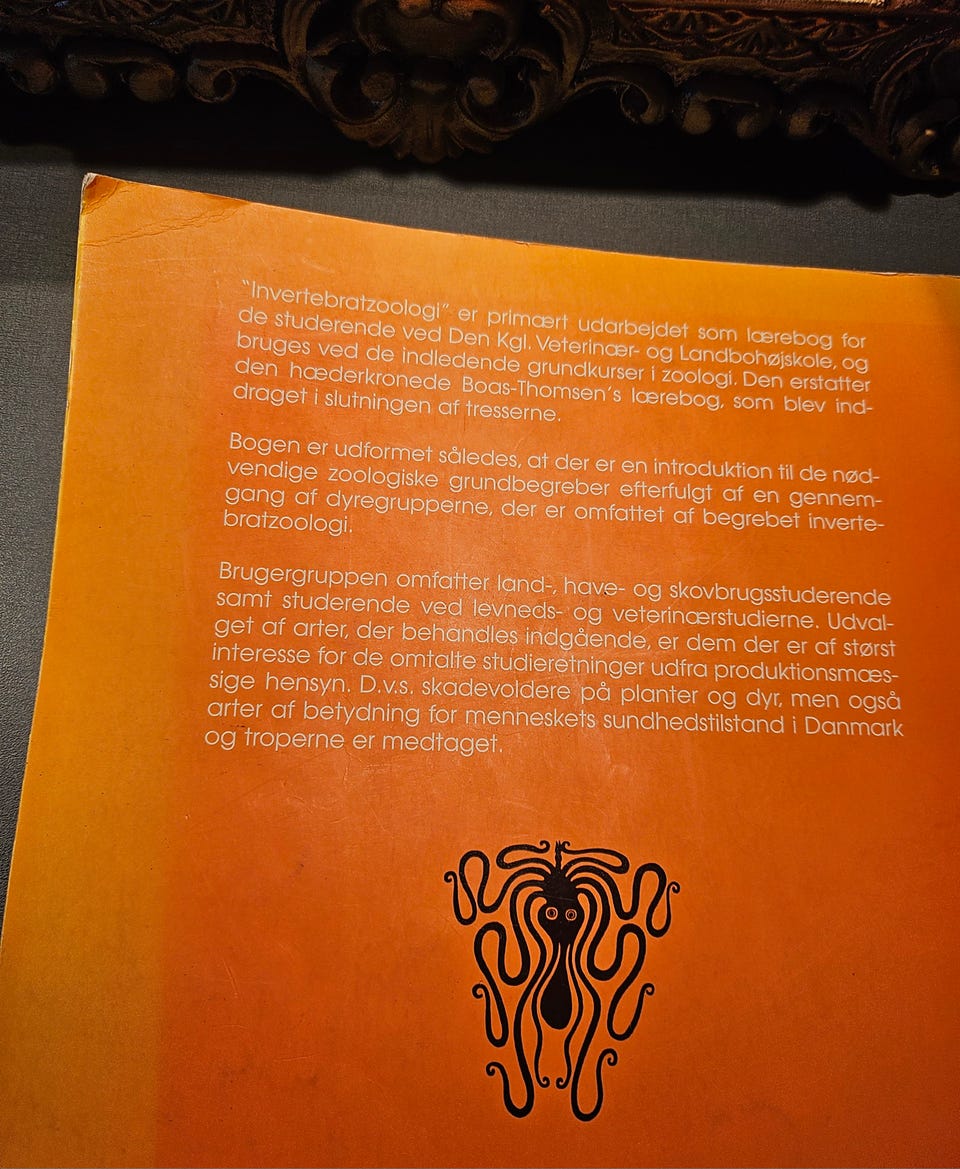 "Invertebratzoologi" er primært udarbejdet som lærebog for
de studerende ved Den Kgl. Veterinær- og Landbohøjskole, og
bruges ved de indledende grundkurser i zoologi. Den erstatter
den hæderkronede Boas-Thomsen's lærebog, som blev ind-
draget i slutningen af tresserne.
Bogen er udformet således, at der er en introduktion til de nød-
vendige zoologiske grundbegreber efterfulgt af en gennem-
gang af dyregrupperne, der er omfattet af begrebet inverte-
bratzoologi.
Brugergruppen omfatter land-, have- og skovbrugsstuderende
samt studerende ved levneds- og veterinærstudierne. Udval-
get af arter, der behandles indgående, er dem der er af størst
interesse for de omtalte studieretninger udfra produktionsmæs-
sige hensyn. D.v.s. skadevoldere på planter og dyr, men også
arter af betydning for menneskets sundhedstilstand i Danmark
og troperne er medtaget.